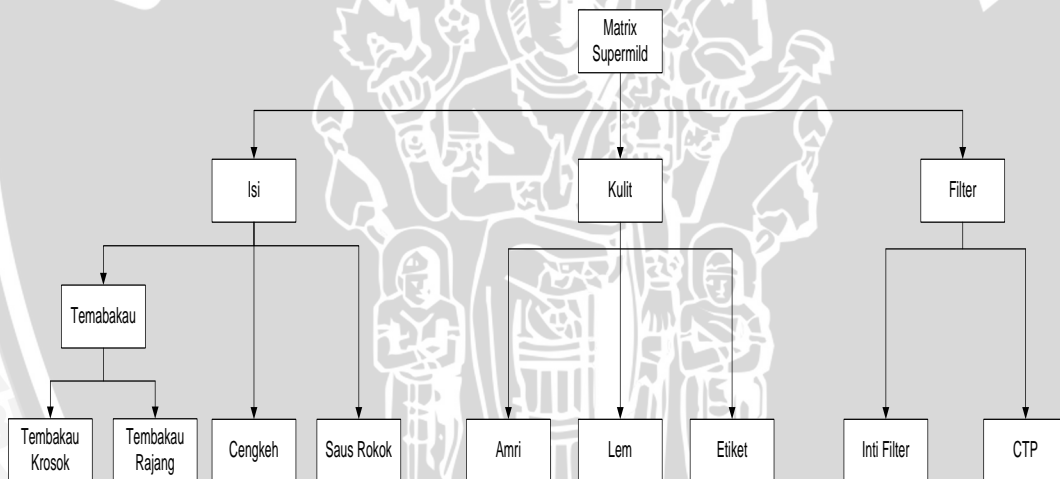 Matrix
Supermild
Isi
Kulit
Filter
Temabakau
Tembakau
Krosok
Tembakau
Rajang
Cengkeh
Saus Rokok
Amri
Lem
Etiket
Inti Filter
CTP